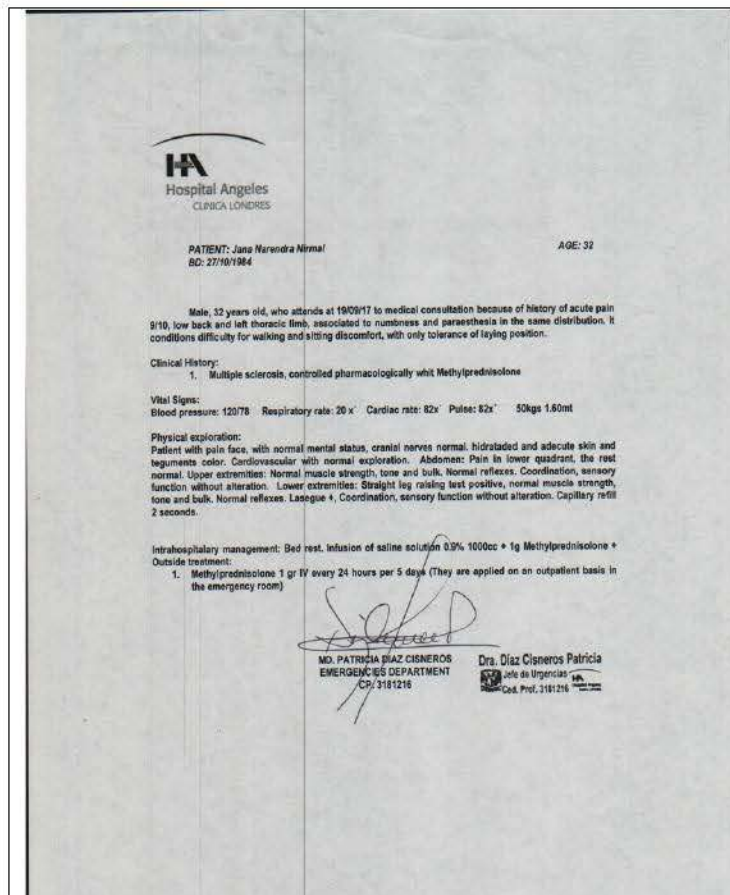 HA
Hospital Angeles
CLINICA LONDRES
PATIENT: Jana Narendra Nirmal AGE: 32
BD: 27/10/1984
Male, 32 years old, who attends at 19/09/17 to medical consultation because of history of acute pain
9/10, low back and left thoracic limb, associated to numbness and paraesthesia in the same distribution. It
conditions difficulty for walking and sitting discomfort, with only tolerance of laying position.
Clinical History:
1. Multiple sclerosis, controlled pharmacologically whit Methylprednisolone
Vital Signs:
Blood pressure: 120/78 Respiratory rate: 20 x´ Cardiac rate: 82x´ Pulse: 82x´ 50kgs 1.60mt
Physical exploration:
Patient with pain face, with normal mental status, cranial nerves normal. hidrataded and adecute skin and
teguments color. Cardiovascular with normal exploration. Abdomen: Pain in lower quadrant, the rest
normal. Upper extremities: Normal muscle strength, tone and bulk. Normal reflexes. Coordination, sensory
function without alteration. Lower extremities: Straight leg raising test positive, normal muscle strength,
tone and bulk. Normal reflexes. Lasegue +, Coordination, sensory function without alteration. Capillary refill
2 seconds.
Intrahospitalary management: Bed rest. Infusion of saline solution 0.9% 1000cc + 1g Methylprednisolone +
Outside treatment:
1. Methylprednisolone 1 gr IV every 24 hours per 5 days (They are applied on an outpatient basis in
the emergency room)
MD. PATRICIA DIAZ CISNEROS
EMERGENCIES DEPARTMENT
CP: 3181216
Dra. Díaz Cisneros Patricia
Jefe de Urgencias HA
Ced. Prof. 3181216